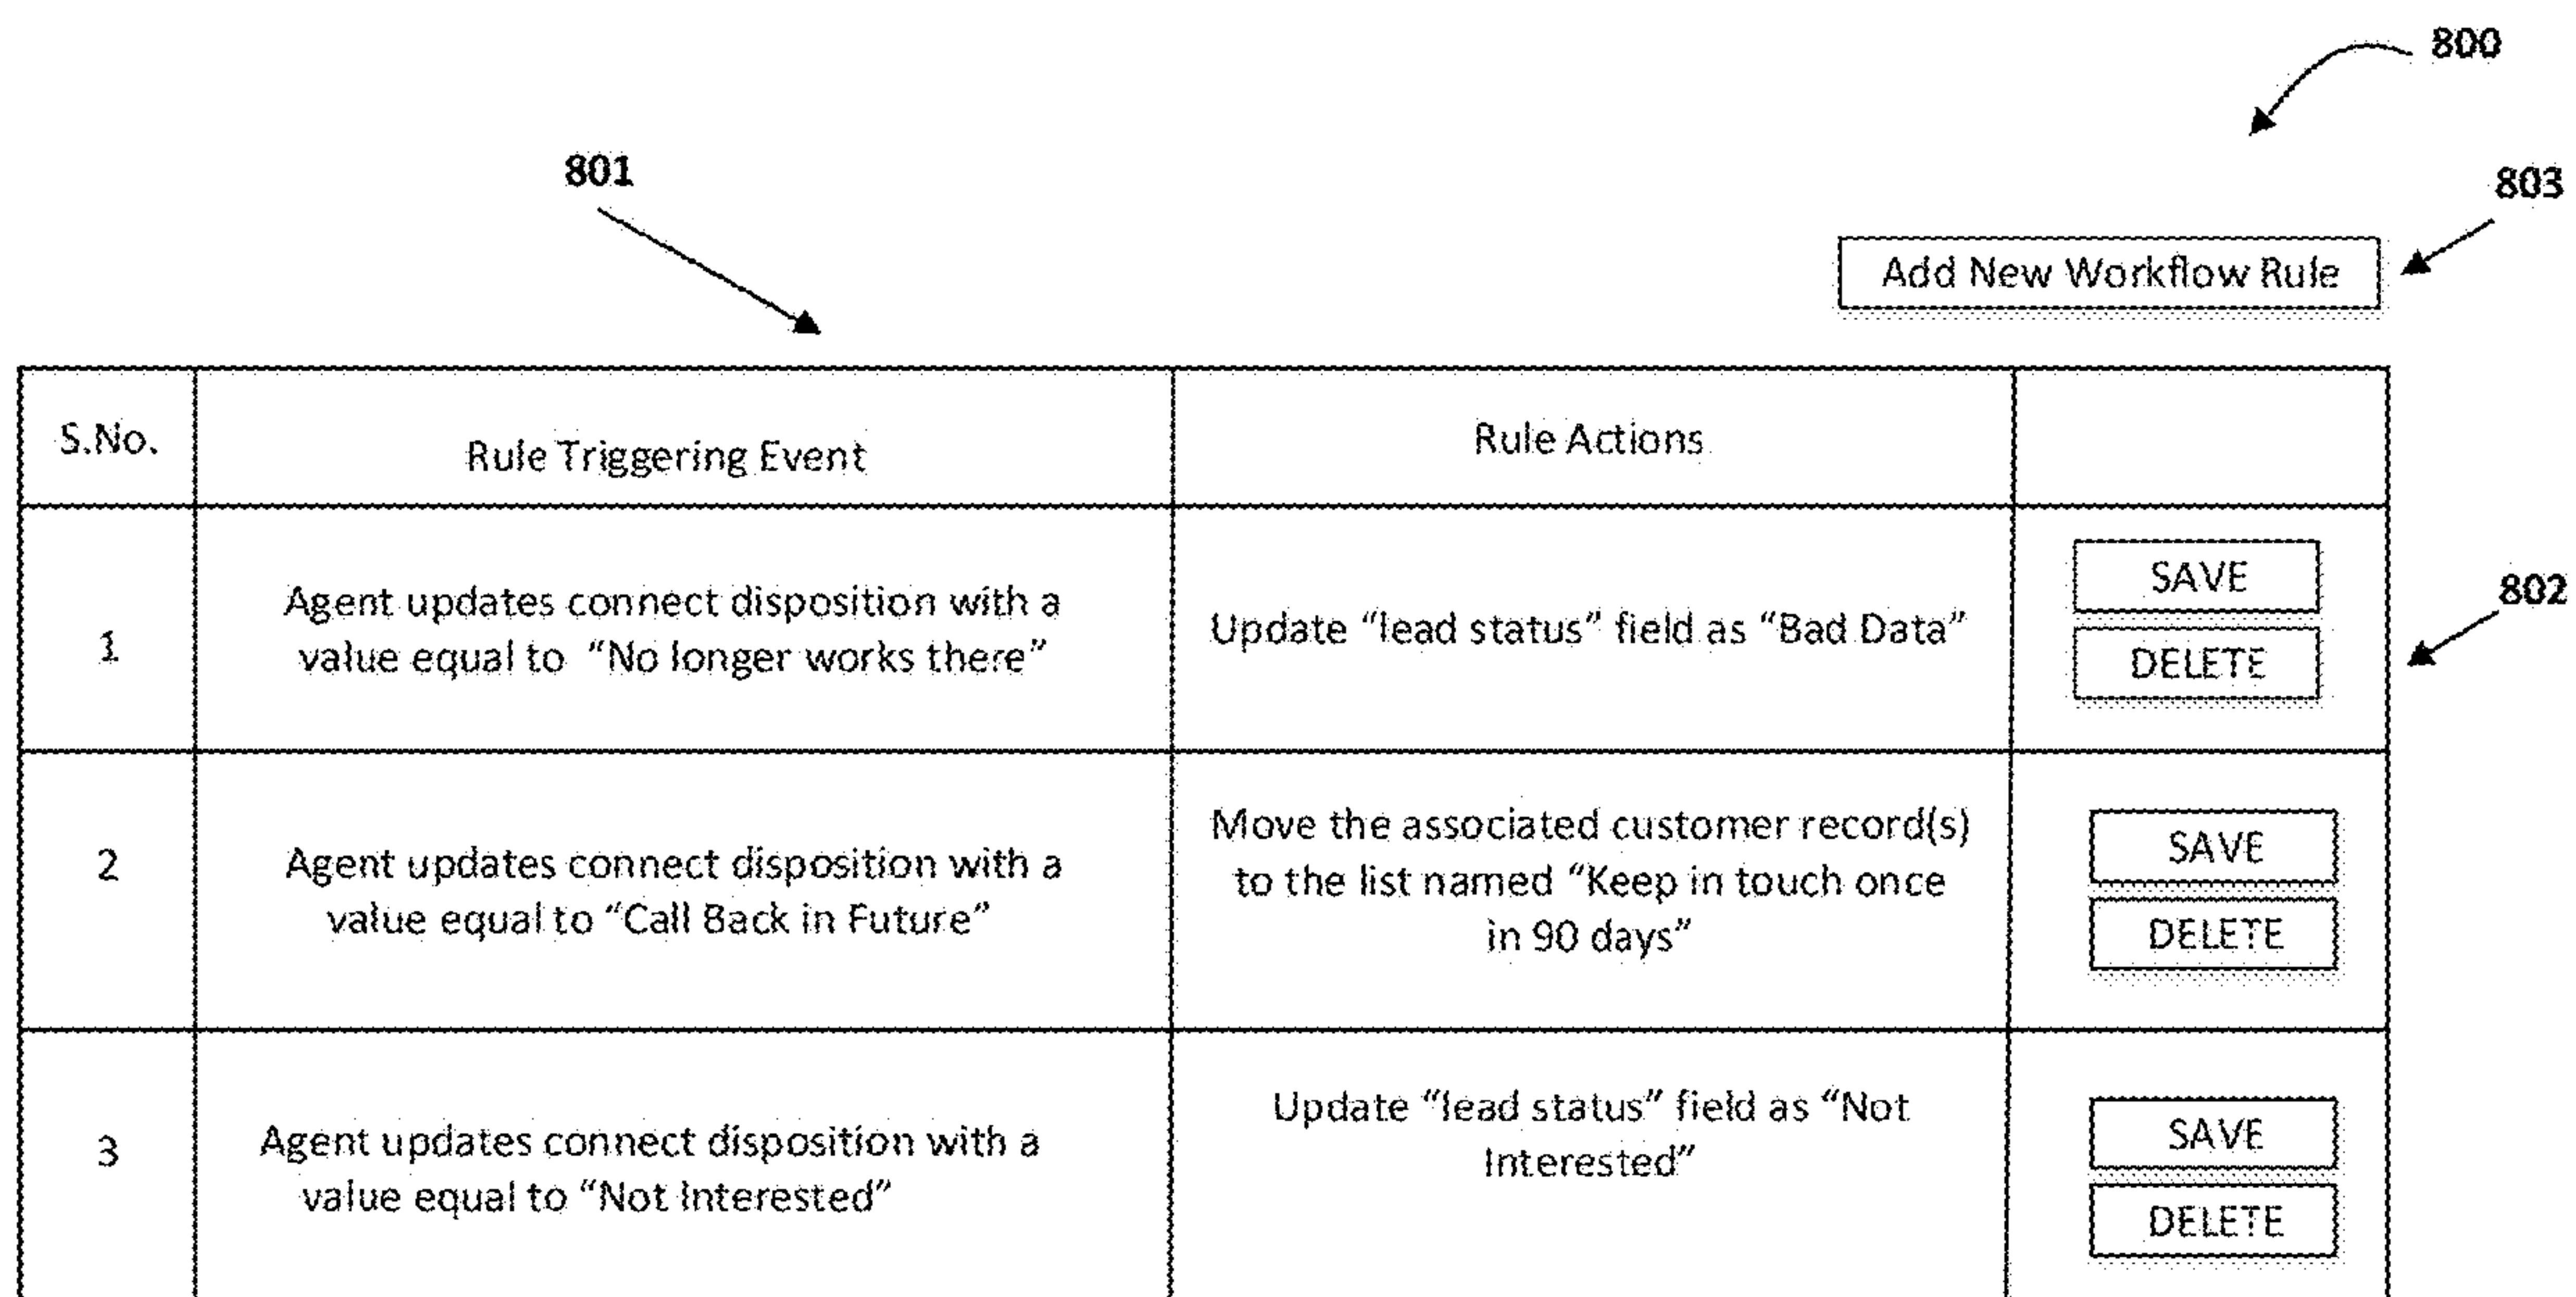 800
801
803
Add New Workflow Rule
S.No.
Rule Triggering Event
Rule Actions
1
Agent updates connect disposition with a
value equal to “No longer works there”
Update “lead status” field as “Bad Data”
SAVE
DELETE
802
2
Agent updates connect disposition with a
value equal to “Call Back in Future”
Move the associated customer record(s)
to the list named “Keep in touch once
in 90 days”
SAVE
DELETE
3
Agent updates connect disposition with a
value equal to “Not Interested”
Update “lead status” field as “Not
Interested”
SAVE
DELETE